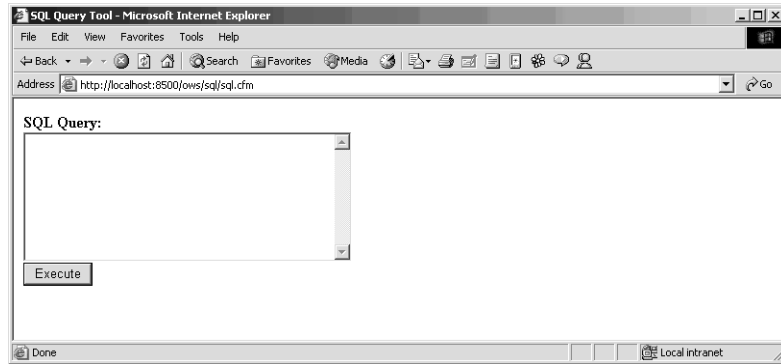 SQL Query Tool - Microsoft Internet Explorer
File Edit View Favorites Tools Help
Back Search Favorites Media
Address http://localhost:8500/ows/sql/sql.cfm Go
SQL Query:
Execute
Done Local intranet